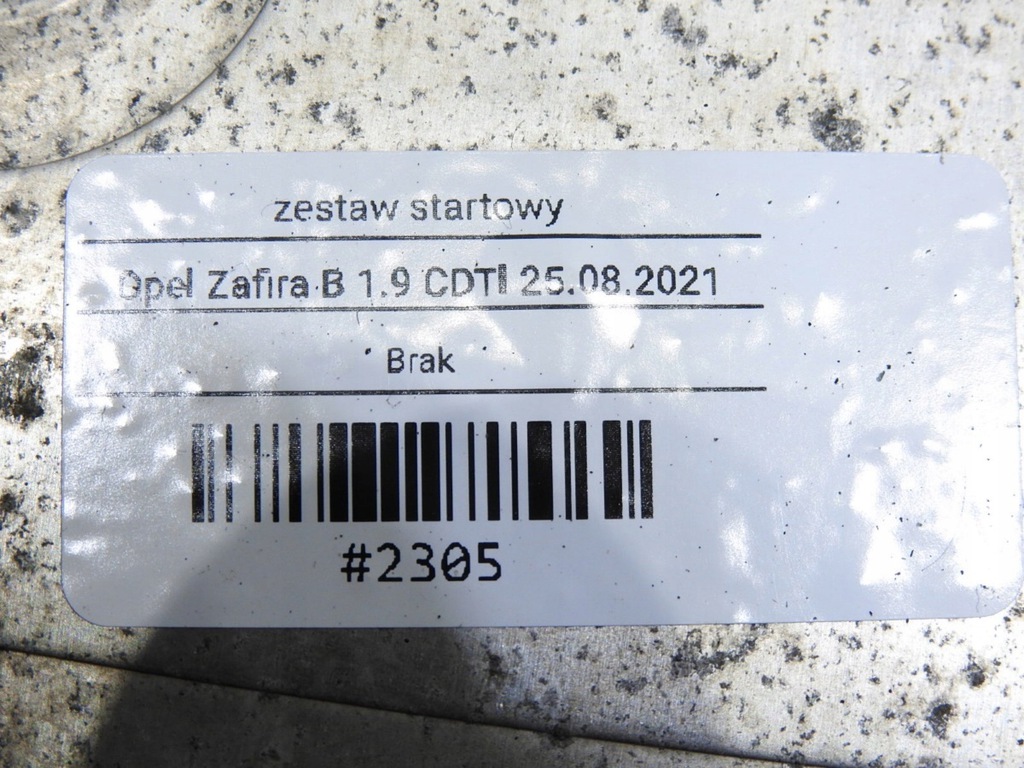 zestaw startowy
Opel Zafira B 1.9 CDTI 25.08.2021
Brak
#2305